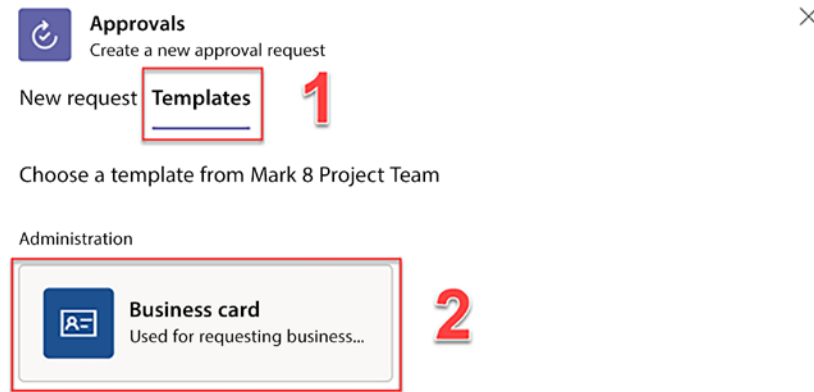 Approvals
Create a new approval request
New request Templates 1
Choose a template from Mark 8 Project Team
Administration
Business card
Used for requesting business...
2